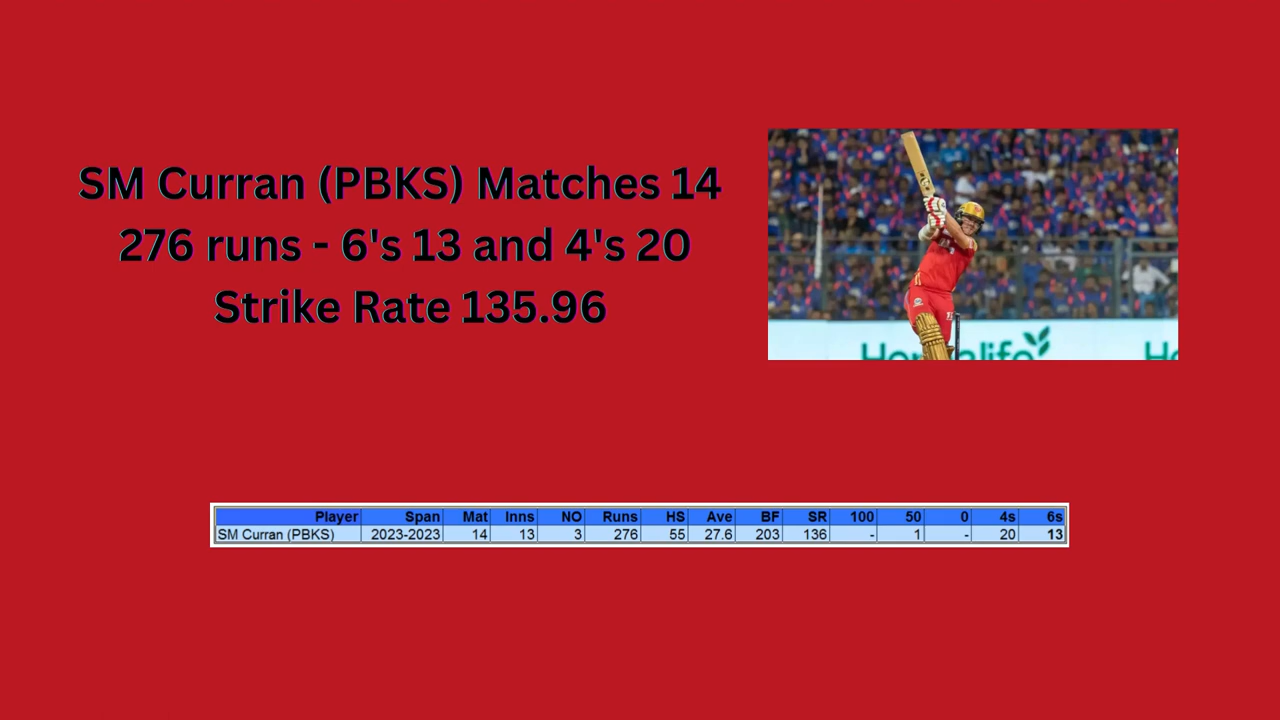 SM Curran (PBKS) Matches 14
276 runs - 6's 13 and 4's 20
Strike Rate 135.96
Player Span Mat Inns NO Runs HS Ave BF SR 100 50 0 4s 6s
SM Curran (PBKS) 2023-2023 14 13 3 276 55 27.6 203 136 - 1 - 20 13